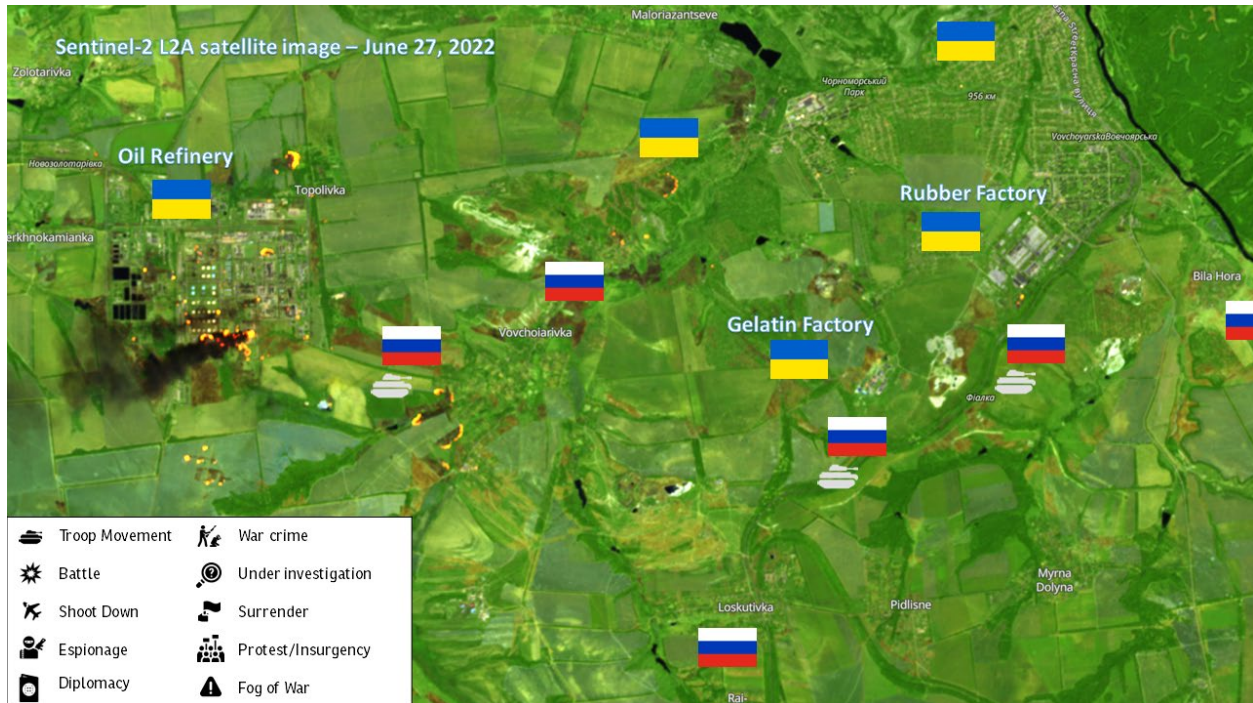 Maloriazantseve
Sentinel-2 L2A satellite image – June 27, 2022
Zolotarivka
Чорноморський
Парк
956 км
VovchoyarskaВовчоярська
Новозолотарівка
Oil Refinery
Topolivka
Rubber Factory
erkhnokamianka
Bila Hora
Vovchoiarivka
Gelatin Factory
Фіалка
Troop Movement
War crime
Battle
Under investigation
Shoot Down
Surrender
Espionage
Protest/Insurgency
Diplomacy
Fog of War
Myrna
Dolyna
Loskutivka
Pidlisne
Rai-